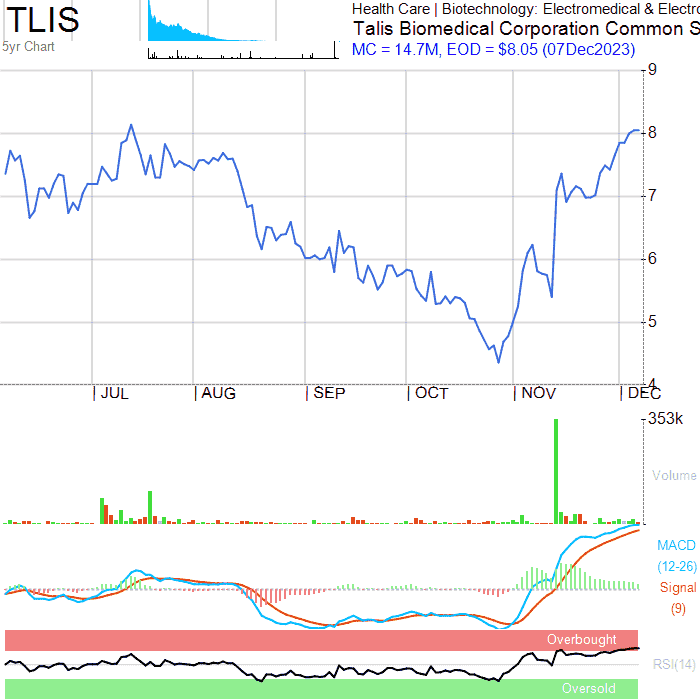 TLIS
5yr Chart
Health Care | Biotechnology: Electromedical & Electro
Talis Biomedical Corporation Common S
MC = 14.7M, EOD = $8.05 (07Dec2023)
9
8
7
6
5
4
JUL AUG SEP OCT NOV DEC
353k
Volume
MACD
(12-26)
Signal
(9)
Overbought
RSI(14)
Oversold